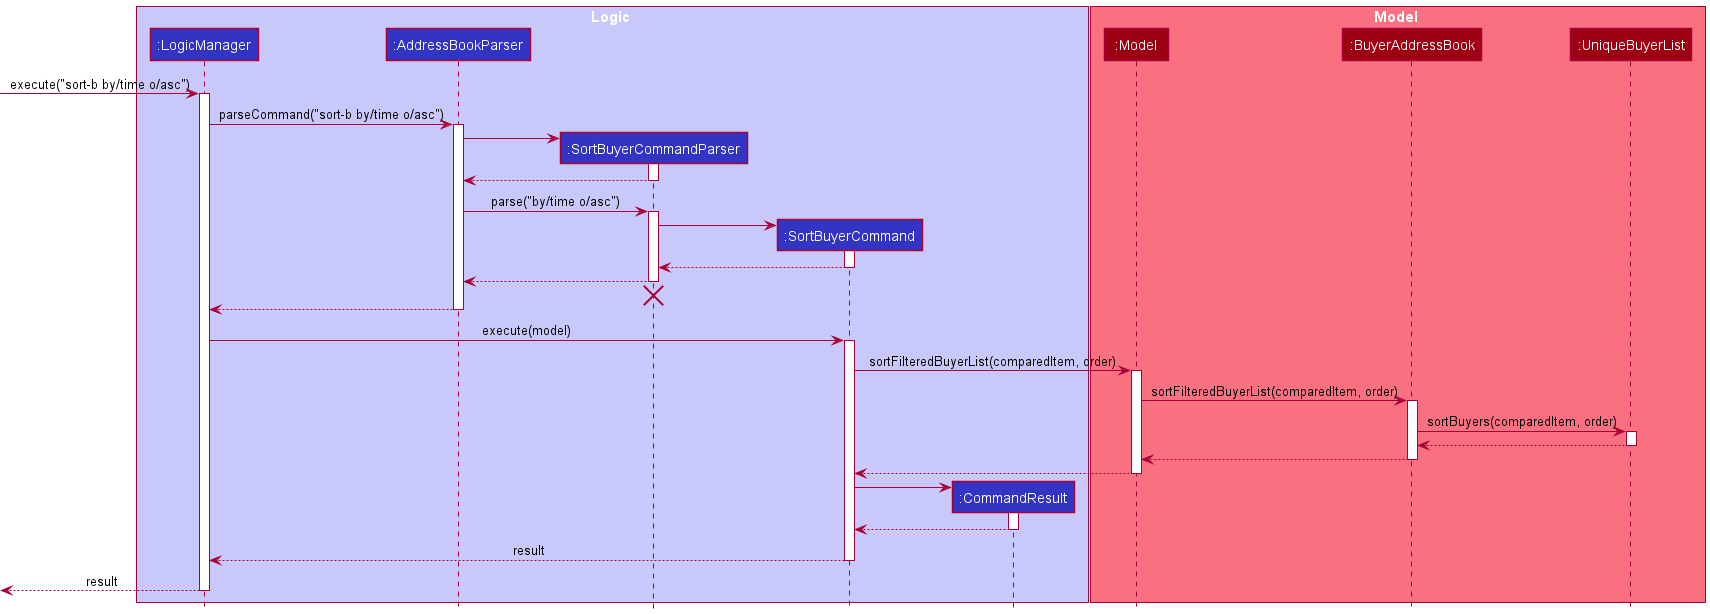 Logic
Model
:LogicManager
:AddressBookParser
:Model
:BuyerAddressBook
:UniqueBuyerList
execute("sort-b by/time o/asc")
parseCommand("sort-b by/time o/asc")
:SortBuyerCommandParser
parse("by/time o/asc")
:SortBuyerCommand
execute(model)
sortFilteredBuyerList(comparedItem, order)
sortFilteredBuyerList(comparedItem, order)
sortBuyers(comparedItem, order)
:CommandResult
result
result